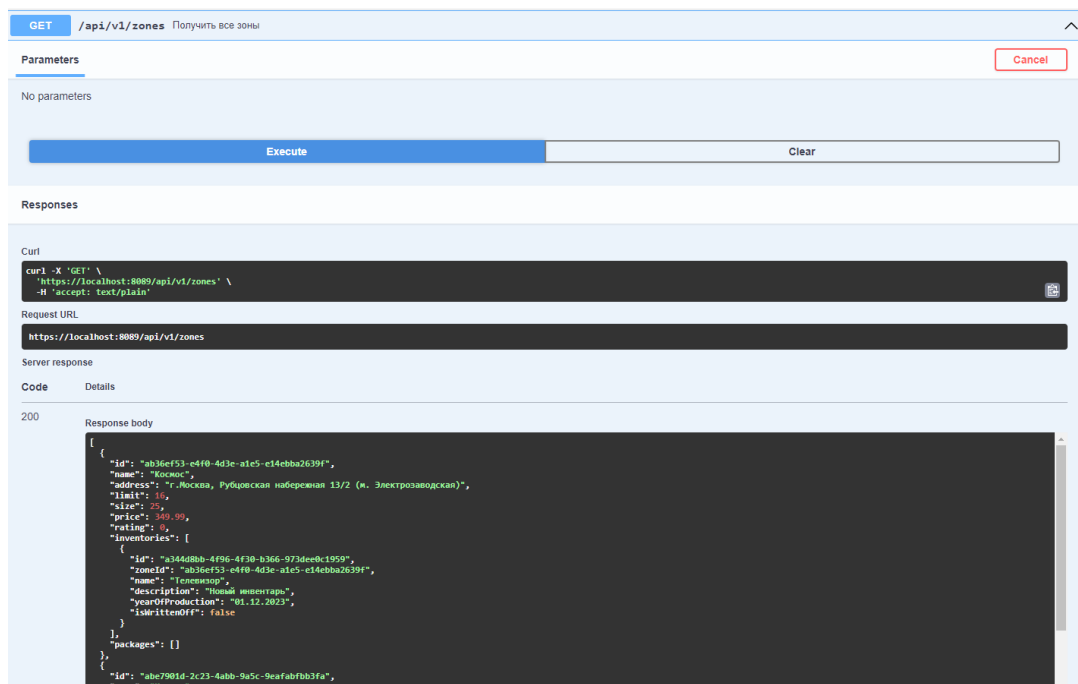 GET /api/v1/zones Получить все зоны
Parameters
Cancel
No parameters
Execute
Clear
Responses
Curl
curl -X 'GET' \
'https://localhost:8089/api/v1/zones' \
-H 'accept: text/plain'
Request URL
https://localhost:8089/api/v1/zones
Server response
Code Details
200
Response body
[
{
"id": "ab36ef53-e4f0-4d3e-a1e5-e14ebba2639f",
"name": "Космос",
"address": "г.Москва, Рубцовская набережная 13/2 (м. Электрозаводская)",
"limit": 16,
"size": 25,
"price": 349.99,
"rating": 0,
"inventories": [
{
"id": "a344d8bb-4f96-4f30-b366-973dee0c1959",
"zoneId": "ab36ef53-e4f0-4d3e-a1e5-e14ebba2639f",
"name": "Телевизор",
"description": "Новый инвентарь",
"yearOfProduction": "01.12.2023",
"isWrittenOff": false
}
],
"packages": []
},
{
"id": "abe7901d-2c23-4abb-9a5c-9eafabfbb3fa",